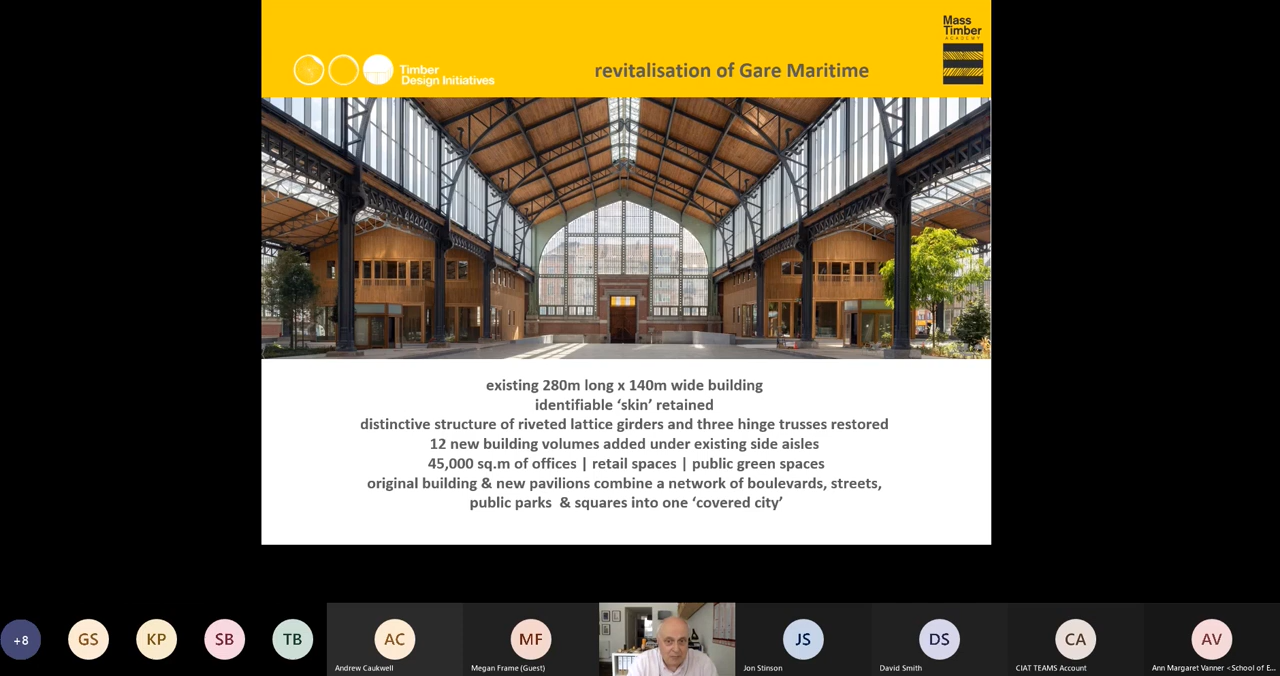 Mass
Timber
ACADEMY
Timber
Design Initiatives
revitalisation of Gare Maritime
existing 280m long x 140m wide building
identifiable ‘skin’ retained
distinctive structure of riveted lattice girders and three hinge trusses restored
12 new building volumes added under existing side aisles
45,000 sq.m of offices | retail spaces | public green spaces
original building & new pavilions combine a network of boulevards, streets,
public parks & squares into one ‘covered city’
+8
GS
KP
SB
TB
AC
MF
JS
DS
CA
AV
Andrew Caukwell
Megan Frame (Guest)
Jon Stinson
David Smith
CIAT TEAMS Account
Ann Margaret Vanner <School of E...